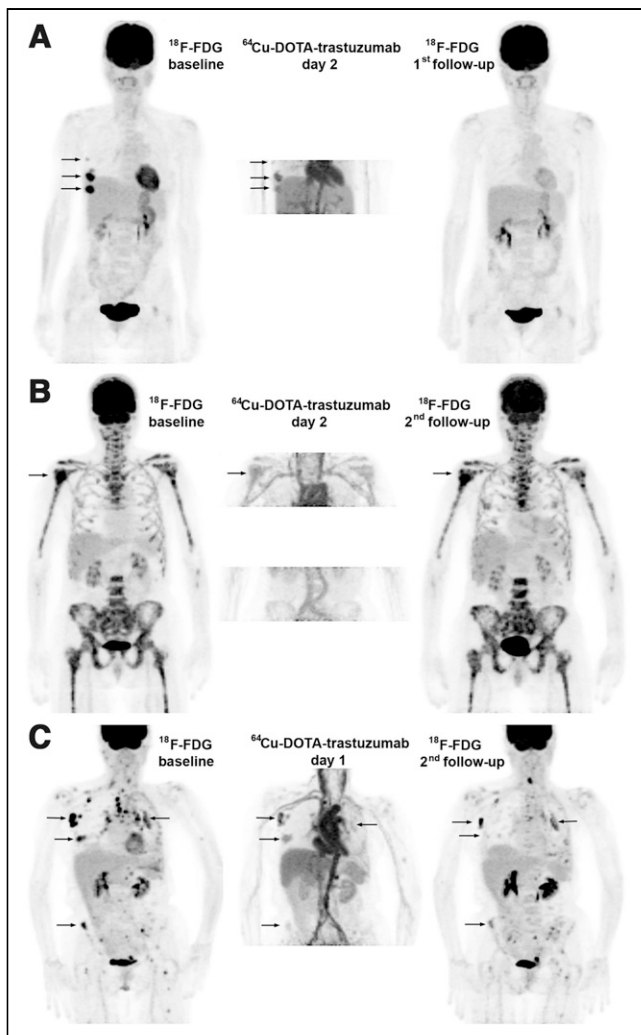 A
¹⁸F-FDG
baseline
⁶⁴Cu-DOTA-trastuzumab
day 2
¹⁸F-FDG
1ˢᵗ follow-up
B
¹⁸F-FDG
baseline
⁶⁴Cu-DOTA-trastuzumab
day 2
¹⁸F-FDG
2ⁿᵈ follow-up
C
¹⁸F-FDG
baseline
⁶⁴Cu-DOTA-trastuzumab
day 1
¹⁸F-FDG
2ⁿᵈ follow-up